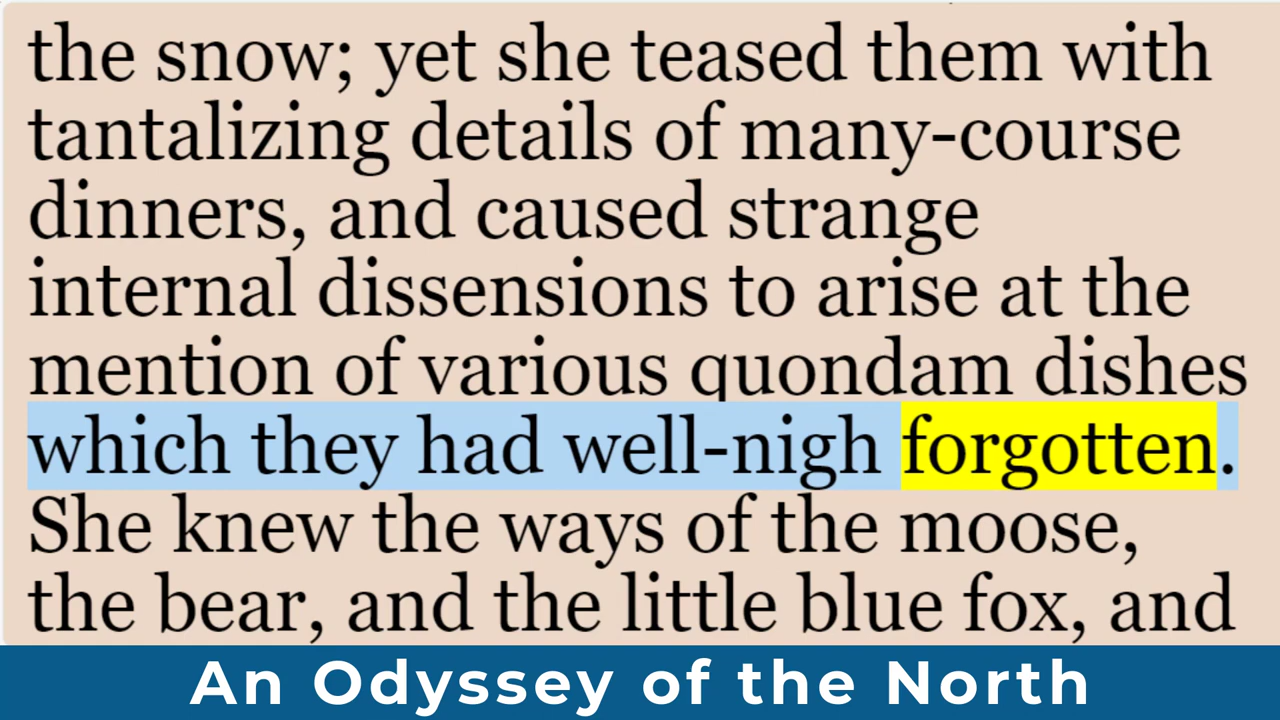 the snow; yet she teased them with
tantalizing details of many-course
dinners, and caused strange
internal dissensions to arise at the
mention of various quondam dishes
which they had well-nigh forgotten.
She knew the ways of the moose,
the bear, and the little blue fox, and
An Odyssey of the North